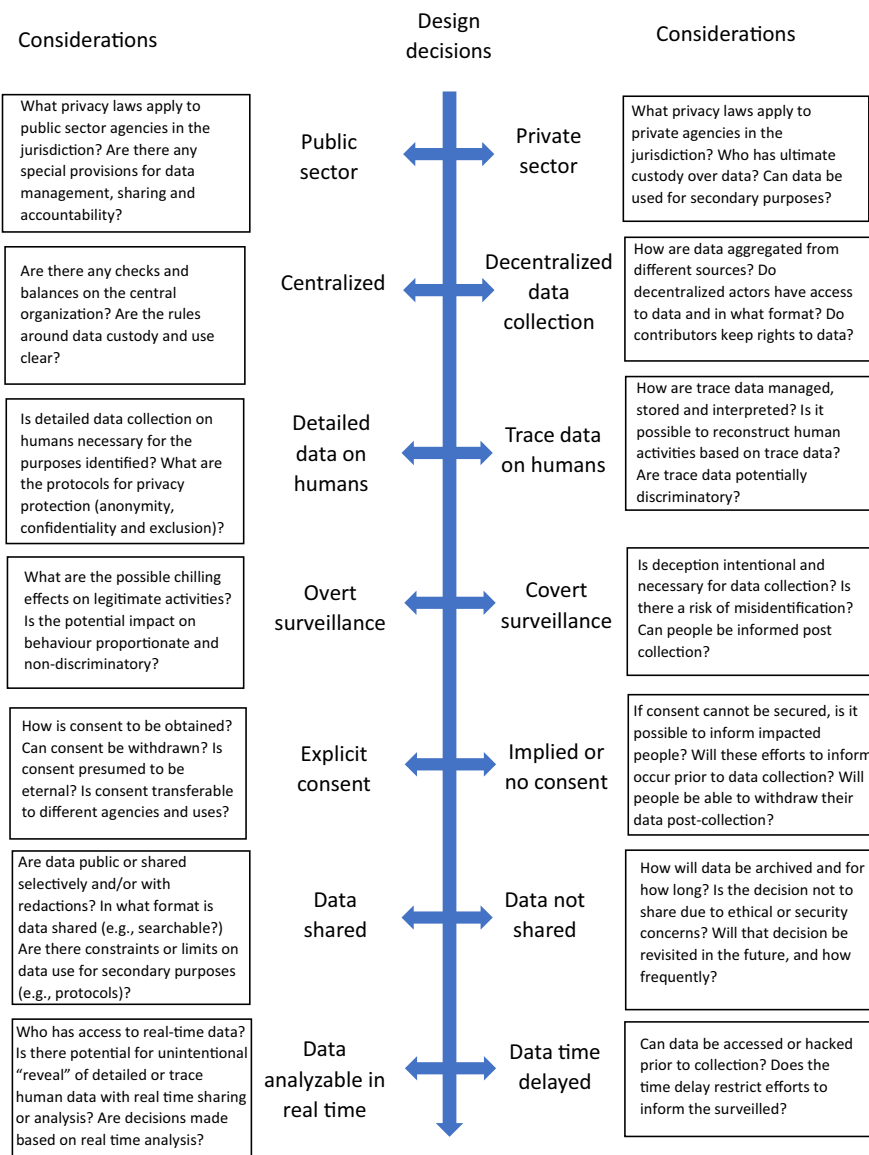 Considerations
Design
decisions
Considerations
What privacy laws apply to
public sector agencies in the
jurisdiction? Are there any
special provisions for data
management, sharing and
accountability?
Public
sector
Private
sector
What privacy laws apply to
private agencies in the
jurisdiction? Who has ultimate
custody over data? Can data be
used for secondary purposes?
Are there any checks and
balances on the central
organization? Are the rules
around data custody and use
clear?
Centralized
Decentralized
data
collection
How are data aggregated from
different sources? Do
decentralized actors have access
to data and in what format? Do
contributors keep rights to data?
Is detailed data collection on
humans necessary for the
purposes identified? What are
the protocols for privacy
protection (anonymity,
confidentiality and exclusion)?
Detailed
data on
humans
Trace data
on humans
How are trace data managed,
stored and interpreted? Is it
possible to reconstruct human
activities based on trace data?
Are trace data potentially
discriminatory?
What are the possible chilling
effects on legitimate activities?
Is the potential impact on
behaviour proportionate and
non-discriminatory?
Overt
surveillance
Covert
surveillance
Is deception intentional and
necessary for data collection? Is
there a risk of misidentification?
Can people be informed post
collection?
How is consent to be obtained?
Can consent be withdrawn? Is
consent presumed to be
eternal? Is consent transferable
to different agencies and uses?
Explicit
consent
Implied or
no consent
If consent cannot be secured, is it
possible to inform impacted
people? Will these efforts to inform
occur prior to data collection? Will
people be able to withdraw their
data post-collection?
Are data public or shared
selectively and/or with
redactions? In what format is
data shared (e.g., searchable?)
Are there constraints or limits on
data use for secondary purposes
(e.g., protocols)?
Data
shared
Data not
shared
How will data be archived and for
how long? Is the decision not to
share due to ethical or security
concerns? Will that decision be
revisited in the future, and how
frequently?
Who has access to real-time data?
Is there potential for unintentional
“reveal” of detailed or trace
human data with real time sharing
or analysis? Are decisions made
based on real time analysis?
Data
analyzable in
real time
Data time
delayed
Can data be accessed or hacked
prior to collection? Does the
time delay restrict efforts to
inform the surveilled?